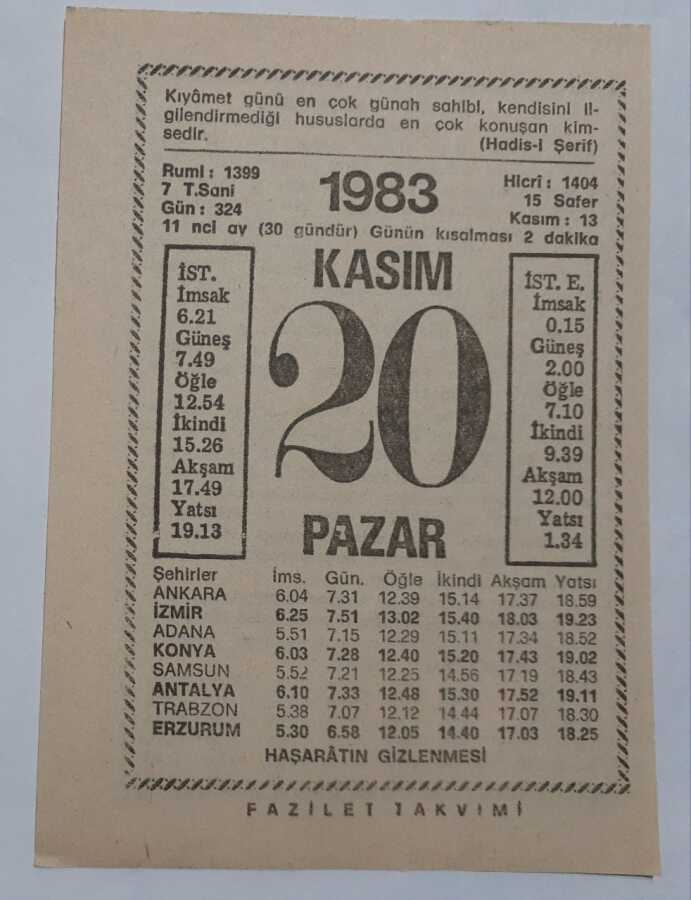 Kıyâmet günü en çok günah sahibi, kendisini il-
gilendirmediği hususlarda en çok konuşan kim-
sedir.
(Hadis-i Şerif)
Rumi : 1399
7 T.Sani
Gün : 324
1983
Hicrî : 1404
15 Safer
Kasım : 13
11 nci ay (30 gündür) Günün kısalması 2 dakika
KASIM
20
PAZAR
İST.
İmsak
6.21
Güneş
7.49
Öğle
12.54
İkindi
15.26
Akşam
17.49
Yatsı
19.13
İST. E.
İmsak
0.15
Güneş
2.00
Öğle
7.10
İkindi
9.39
Akşam
12.00
Yatsı
1.34
Şehirler İms. Gün. Öğle İkindi Akşam Yatsı
ANKARA 6.04 7.31 12.39 15.14 17.37 18.59
İZMİR 6.25 7.51 13.02 15.40 18.03 19.23
ADANA 5.51 7.15 12.29 15.11 17.34 18.52
KONYA 6.03 7.28 12.40 15.20 17.43 19.02
SAMSUN 5.52 7.21 12.25 14.56 17.19 18.43
ANTALYA 6.10 7.33 12.48 15.30 17.52 19.11
TRABZON 5.38 7.07 12.12 14.44 17.07 18.30
ERZURUM 5.30 6.58 12.05 14.40 17.03 18.25
HAŞARÂTIN GİZLENMESİ
FAZİLET TAKVİMİ